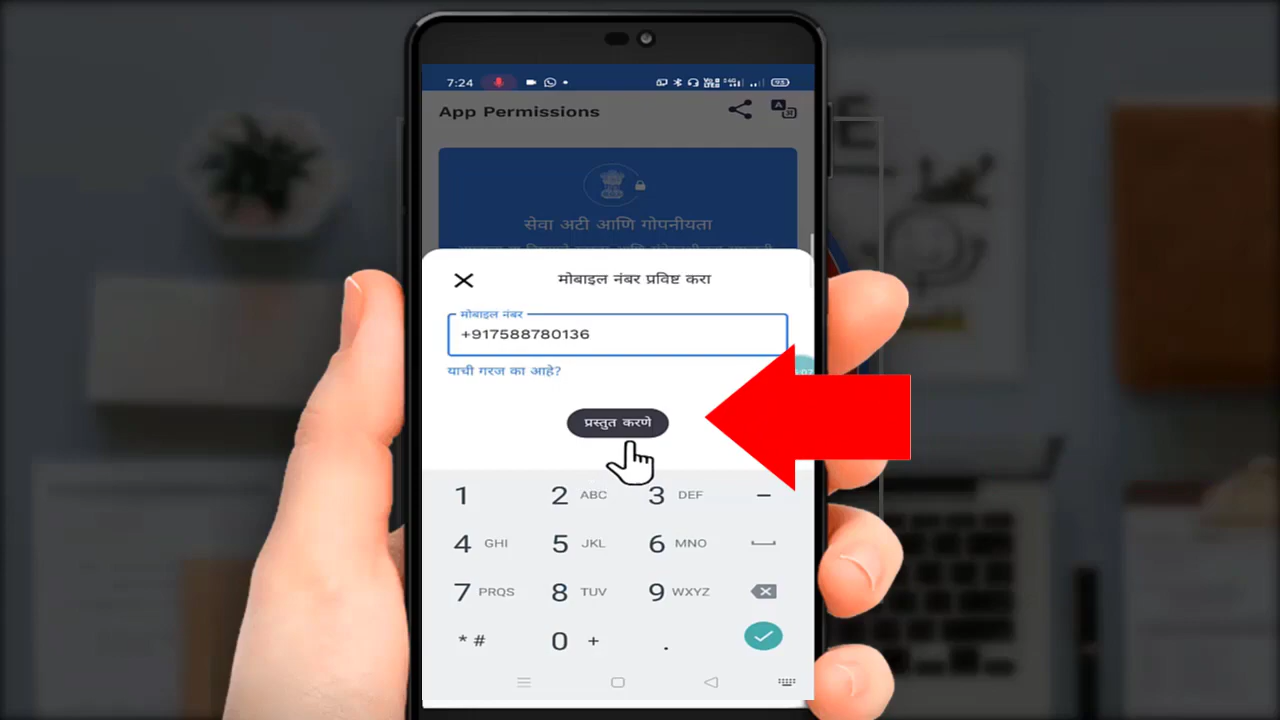 7:24
App Permissions
सेवा अटी आणि गोपनीयता
मोबाइल नंबर प्रविष्ट करा
मोबाइल नंबर
+917588780136
याची गरज का आहे?
:07
प्रस्तुत करणे
1 2 ABC 3 DEF –
4 GHI 5 JKL 6 MNO
7 PRQS 8 TUV 9 WXYZ
* # 0 + .